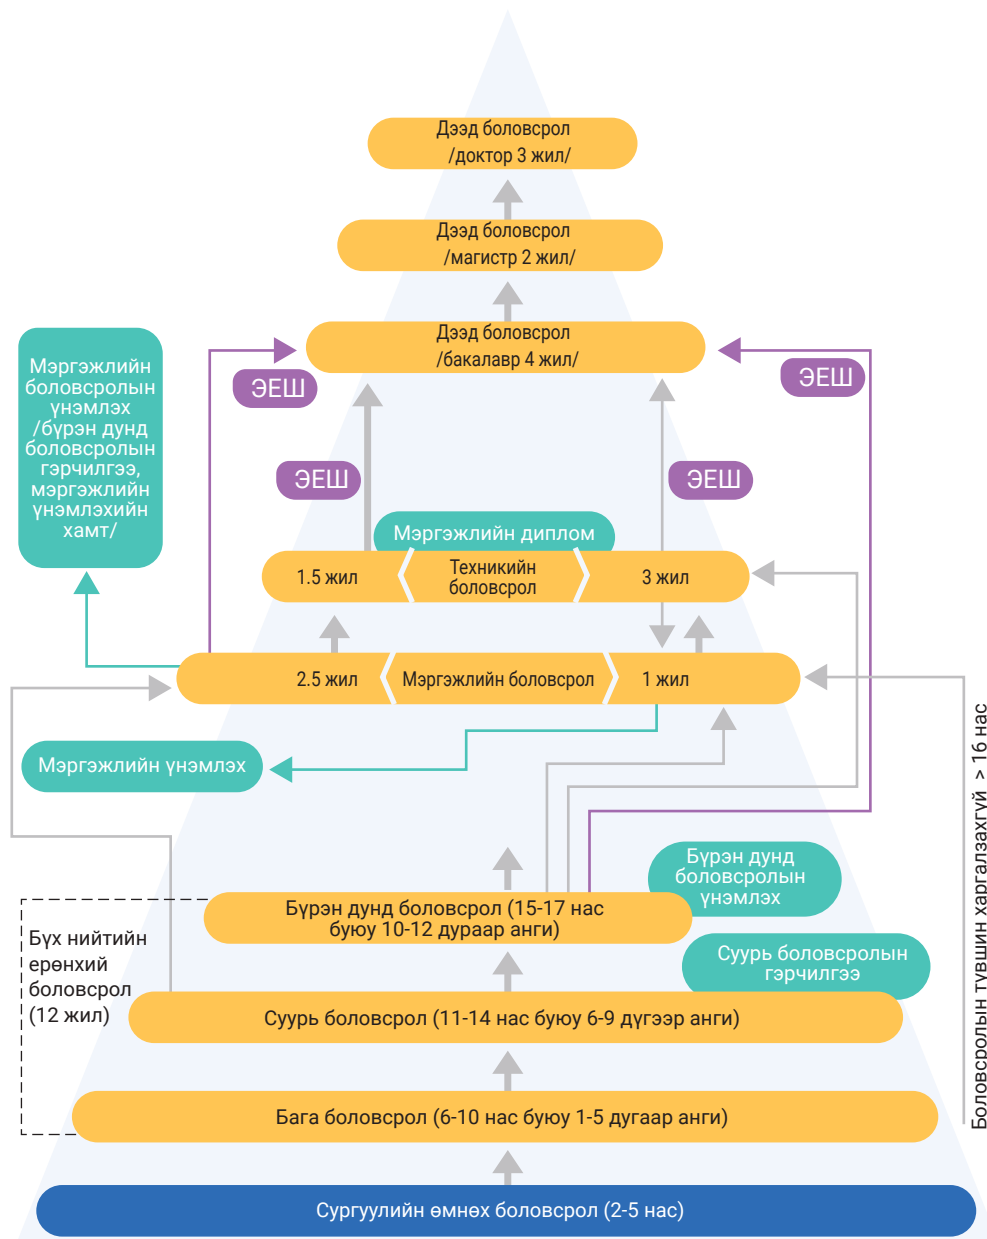 Дээд боловсрол
/доктор 3 жил/
Дээд боловсрол
/магистр 2 жил/
Дээд боловсрол
/бакалавр 4 жил/
Мэргэжлийн
боловсролын
үнэмлэх
/бүрэн дунд
боловсролын
гэрчилгээ,
мэргэжлийн
үнэмлэхийн
хамт/
ЭЕШ
ЭЕШ
ЭЕШ
ЭЕШ
Мэргэжлийн диплом
1.5 жил
Техникийн
боловсрол
3 жил
2.5 жил
Мэргэжлийн боловсрол
1 жил
Мэргэжлийн үнэмлэх
Боловсролын түвшин харгалзахгүй > 16 нас
Бүрэн дунд
боловсролын
үнэмлэх
Бүрэн дунд боловсрол (15-17 нас
буюу 10-12 дураар анги)
Бүх нийтийн
ерөнхий
боловсрол
(12 жил)
Суурь боловсролын
гэрчилгээ
Суурь боловсрол (11-14 нас буюу 6-9 дүгээр анги)
Бага боловсрол (6-10 нас буюу 1-5 дугаар анги)
Сургуулийн өмнөх боловсрол (2-5 нас)